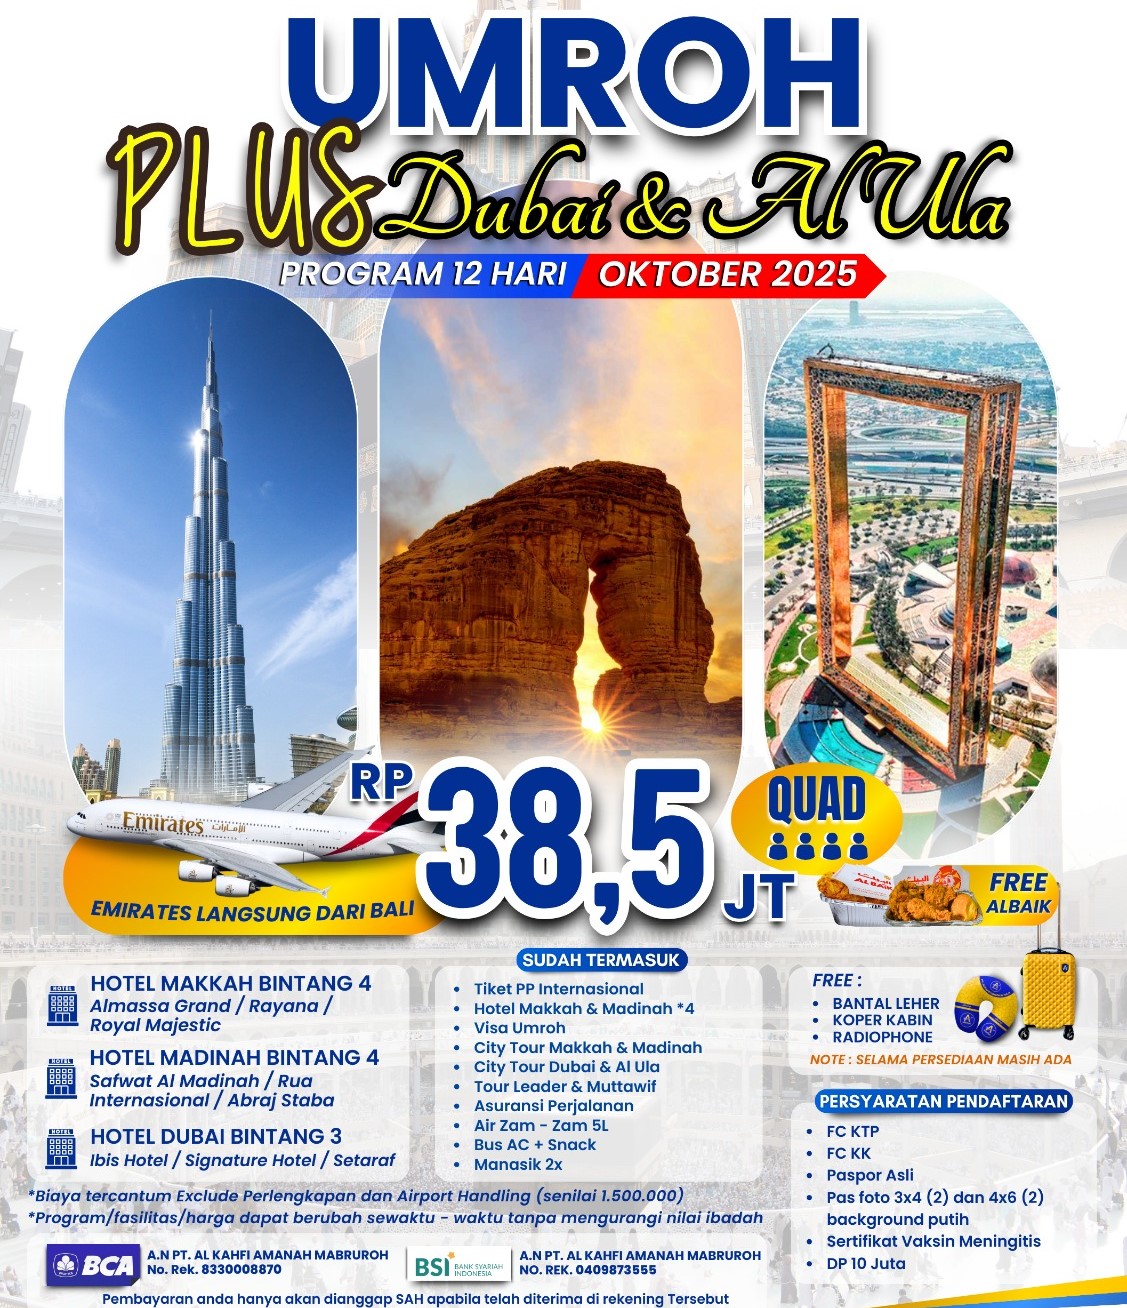 UMROH
PLUS Dubai & Al Ula
PROGRAM 12 HARI OKTOBER 2025
Emirates الإمارات
EMIRATES LANGSUNG DARI BALI
RP 38,5 JT
QUAD
ALBAIK
FREE
ALBAIK
HOTEL
HOTEL MAKKAH BINTANG 4
Almassa Grand / Rayana /
Royal Majestic
HOTEL
HOTEL MADINAH BINTANG 4
Safwat Al Madinah / Rua
Internasional / Abraj Staba
HOTEL
HOTEL DUBAI BINTANG 3
Ibis Hotel / Signature Hotel / Setaraf
SUDAH TERMASUK
• Tiket PP Internasional
• Hotel Makkah & Madinah *4
• Visa Umroh
• City Tour Makkah & Madinah
• City Tour Dubai & Al Ula
• Tour Leader & Muttawif
• Asuransi Perjalanan
• Air Zam - Zam 5L
• Bus AC + Snack
• Manasik 2x
FREE :
• BANTAL LEHER
• KOPER KABIN
• RADIOPHONE
NOTE : SELAMA PERSEDIAAN MASIH ADA
PERSYARATAN PENDAFTARAN
• FC KTP
• FC KK
• Paspor Asli
• Pas foto 3x4 (2) dan 4x6 (2)
background putih
• Sertifikat Vaksin Meningitis
• DP 10 Juta
*Biaya tercantum Exclude Perlengkapan dan Airport Handling (senilai 1.500.000)
*Program/fasilitas/harga dapat berubah sewaktu - waktu tanpa mengurangi nilai ibadah
BCA
A.N PT. AL KAHFI AMANAH MABRUROH
No. Rek. 8330008870
BSI BANK SYARIAH
INDONESIA
A.N PT. AL KAHFI AMANAH MABRUROH
NO. REK. 0409873555
Pembayaran anda hanya akan dianggap SAH apabila telah diterima di rekening Tersebut